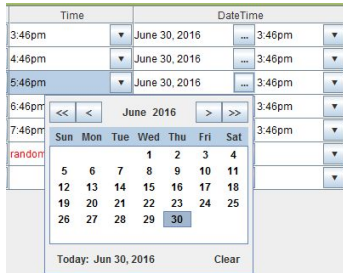 Time DateTime
3:46pm June 30, 2016 ... 3:46pm
4:46pm June 30, 2016 ... 3:46pm
5:46pm June 30, 2016 ... 3:46pm
6:46pm 3:46pm
7:46pm 3:46pm
random
<< < June 2016 > >>
Sun Mon Tue Wed Thu Fri Sat
1 2 3 4
5 6 7 8 9 10 11
12 13 14 15 16 17 18
19 20 21 22 23 24 25
26 27 28 29 30
Today: Jun 30, 2016 Clear